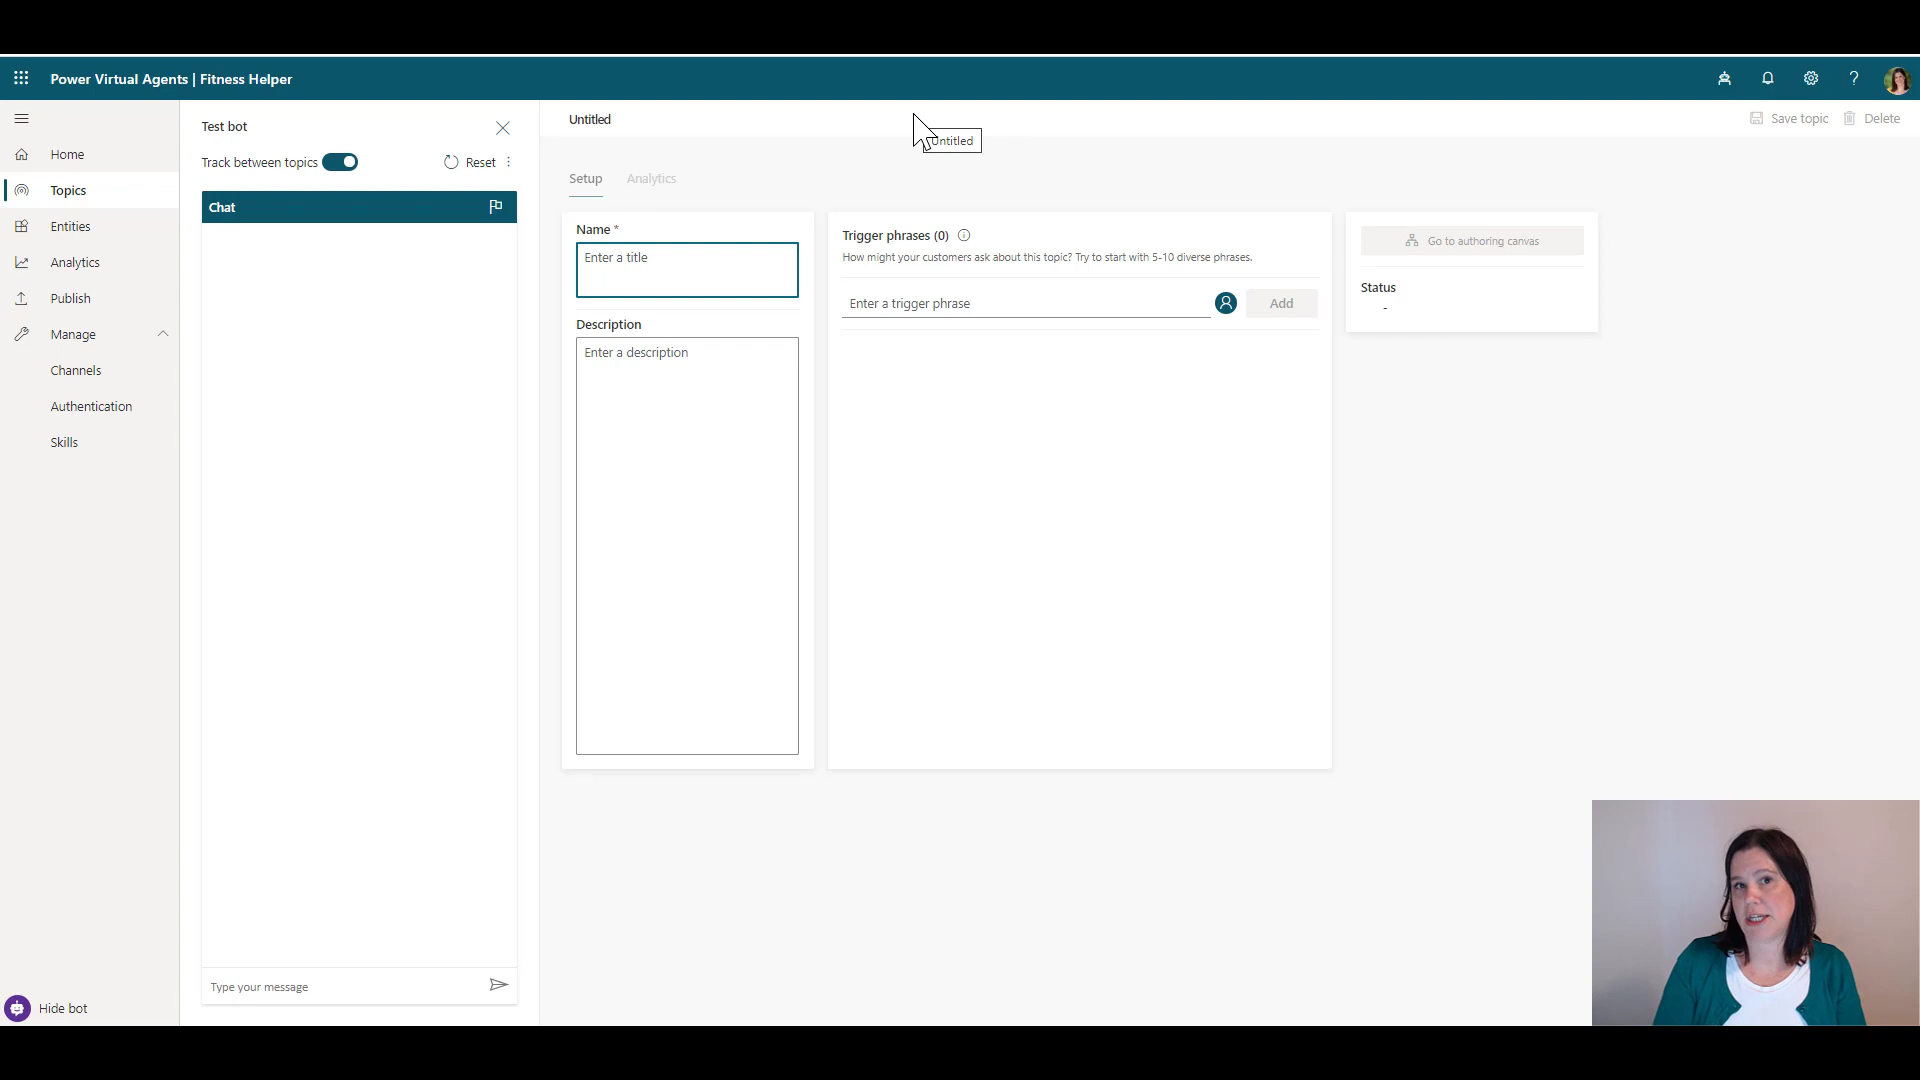 Power Virtual Agents | Fitness Helper
Home
Topics
Entities
Analytics
Publish
Manage
Channels
Authentication
Skills
Hide bot
Test bot
Track between topics
Reset
Chat
Type your message
Untitled
Untitled
Save topic
Delete
Setup
Analytics
Name *
Enter a title
Description
Enter a description
Trigger phrases (0)
How might your customers ask about this topic? Try to start with 5-10 diverse phrases.
Enter a trigger phrase
Add
Go to authoring canvas
Status
-